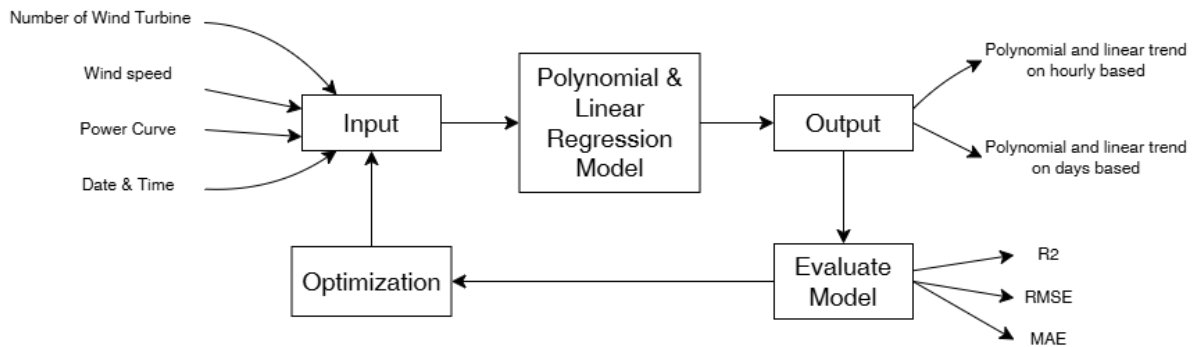 Number of Wind Turbine
Wind speed
Power Curve
Date & Time
Input
Polynomial &
Linear
Regression
Model
Output
Polynomial and linear trend
on hourly based
Polynomial and linear trend
on days based
Optimization
Evaluate
Model
R2
RMSE
MAE